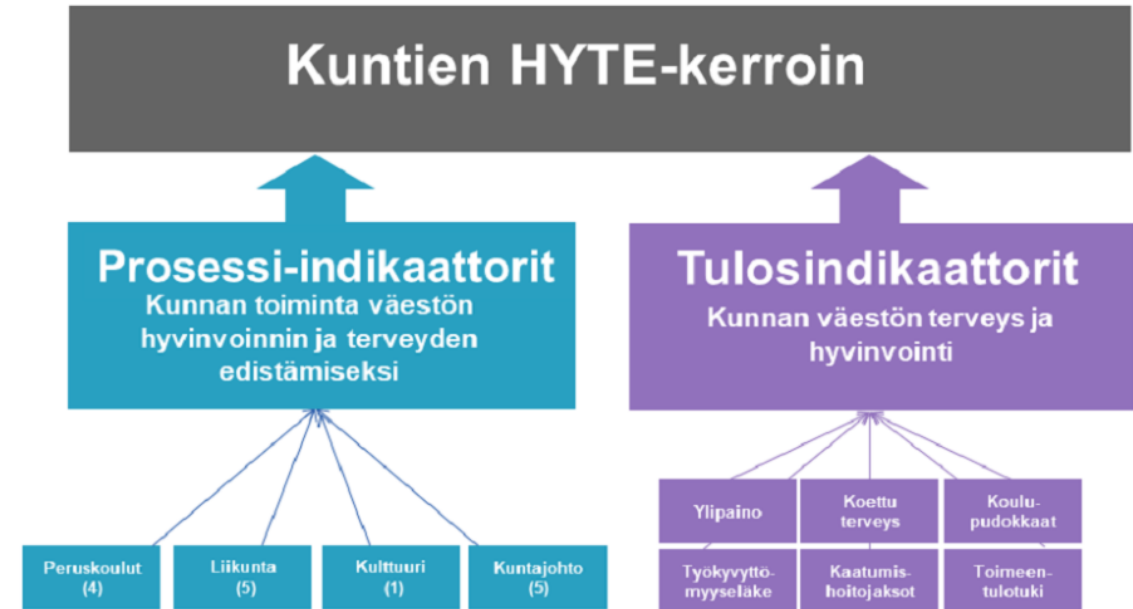 Kuntien HYTE-kerroin
Prosessi-indikaattorit
Kunnan toiminta väestön
hyvinvoinnin ja terveyden
edistämiseksi
Tulosindikaattorit
Kunnan väestön terveys ja
hyvinvointi
Peruskoulut
(4)
Liikunta
(5)
Kulttuuri
(1)
Kuntajohto
(5)
Ylipaino
Koettu
terveys
Koulu-
pudokkaat
Työkyvyttö-
myyseläke
Kaatumis-
hoitojaksot
Toimeen-
tulotuki